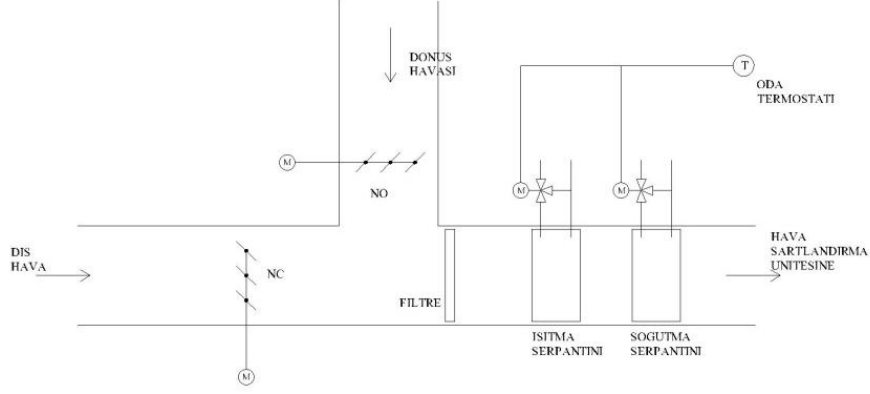 DONUS
HAVASI
T
ODA
TERMOSTATI
M
NO
M
M
DIS
HAVA
NC
FILTRE
HAVA
SARTLANDIRMA
UNITESINE
ISITMA
SERPANTINI
SOGUTMA
SERPANTINI
M